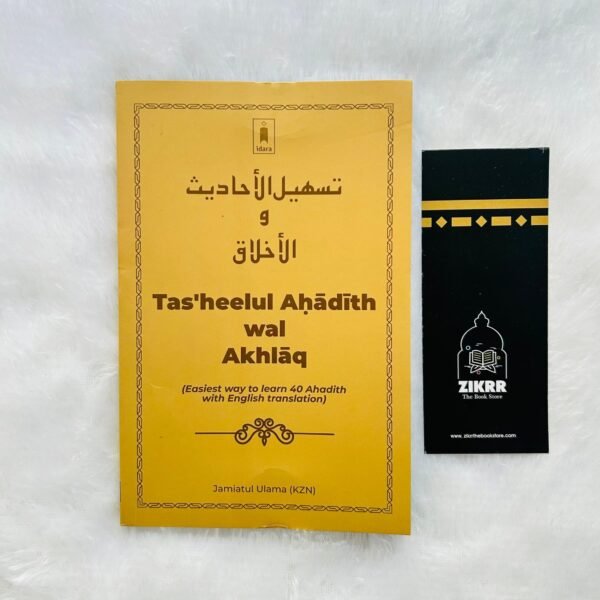 idara
تسهيل الأحاديث
و
الأخلاق
Tas'heelul Aḥādīth
wal
Akhlāq
(Easiest way to learn 40 Ahadith
with English translation)
Jamiatul Ulama (KZN)
ZIKRR
The Book Store
www.zikrrthebookstore.com